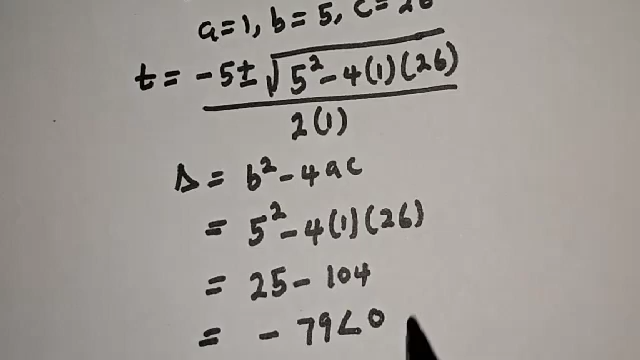 a=1, b=5, c=26
t = -5±√5²-4(1)(26)
2(1)
Δ = b²-4ac
= 5²-4(1)(26)
= 25-104
= -79<0